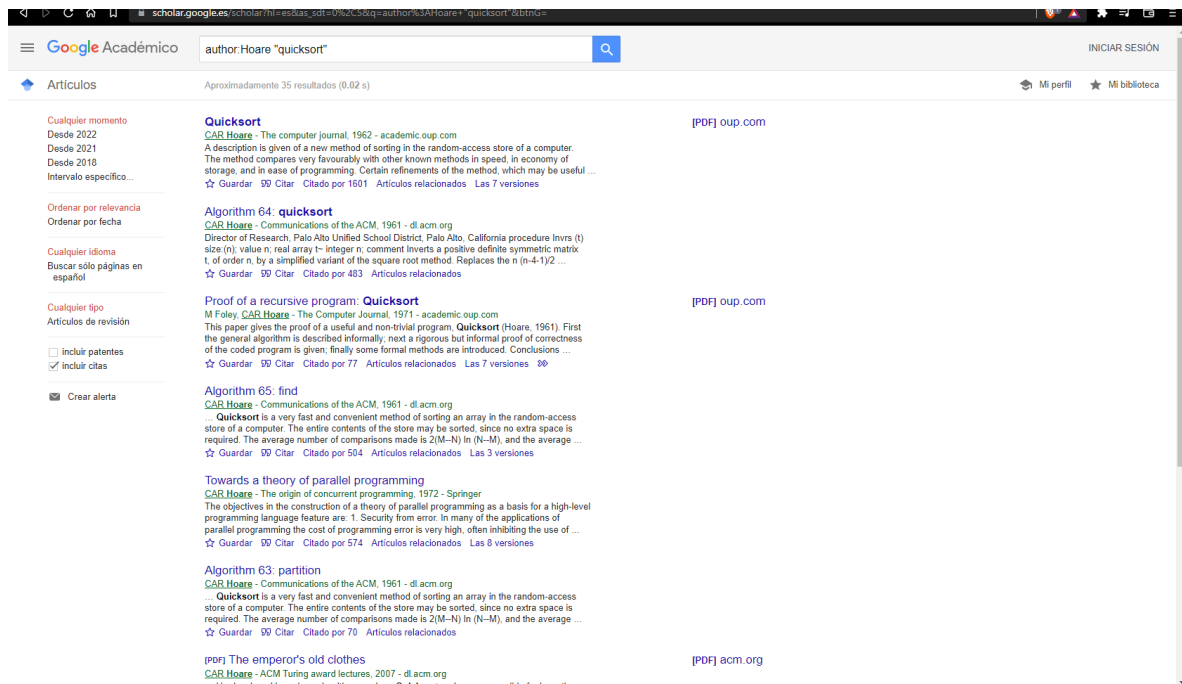 scholar.google.es/scholar?hl=es&as_sdt=0%2C5&q=author%3AHoare+"quicksort"&btnG=
Google Académico
author:Hoare "quicksort"
INICIAR SESIÓN
Artículos
Aproximadamente 35 resultados (0.02 s)
Mi perfil
Mi biblioteca
Cualquier momento
Desde 2022
Desde 2021
Desde 2018
Intervalo específico...
Ordenar por relevancia
Ordenar por fecha
Cualquier idioma
Buscar sólo páginas en
español
Cualquier tipo
Artículos de revisión
incluir patentes
incluir citas
Crear alerta
Quicksort
CAR Hoare - The computer journal, 1962 - academic.oup.com
A description is given of a new method of sorting in the random-access store of a computer.
The method compares very favourably with other known methods in speed, in economy of
storage, and in ease of programming. Certain refinements of the method, which may be useful ...
Guardar Citar Citado por 1601 Artículos relacionados Las 7 versiones
[PDF] oup.com
Algorithm 64: quicksort
CAR Hoare - Communications of the ACM, 1961 - dl.acm.org
Director of Research, Palo Alto Unified School District, Palo Alto, California procedure Invrs (t)
size:(n); value n; real array t~ integer n; comment Inverts a positive definite symmetric matrix
t, of order n, by a simplified variant of the square root method. Replaces the n (n-4-1)/2 ...
Guardar Citar Citado por 483 Artículos relacionados
Proof of a recursive program: Quicksort
M Foley, CAR Hoare - The Computer Journal, 1971 - academic.oup.com
This paper gives the proof of a useful and non-trivial program, Quicksort (Hoare, 1961). First
the general algorithm is described informally; next a rigorous but informal proof of correctness
of the coded program is given; finally some formal methods are introduced. Conclusions ...
Guardar Citar Citado por 77 Artículos relacionados Las 7 versiones
[PDF] oup.com
Algorithm 65: find
CAR Hoare - Communications of the ACM, 1961 - dl.acm.org
... Quicksort is a very fast and convenient method of sorting an array in the random-access
store of a computer. The entire contents of the store may be sorted, since no extra space is
required. The average number of comparisons made is 2(M--N) In (N--M), and the average ...
Guardar Citar Citado por 504 Artículos relacionados Las 3 versiones
Towards a theory of parallel programming
CAR Hoare - The origin of concurrent programming, 1972 - Springer
The objectives in the construction of a theory of parallel programming as a basis for a high-level
programming language feature are: 1. Security from error. In many of the applications of
parallel programming the cost of programming error is very high, often inhibiting the use of ...
Guardar Citar Citado por 574 Artículos relacionados Las 8 versiones
Algorithm 63: partition
CAR Hoare - Communications of the ACM, 1961 - dl.acm.org
... Quicksort is a very fast and convenient method of sorting an array in the random-access
store of a computer. The entire contents of the store may be sorted, since no extra space is
required. The average number of comparisons made is 2(M--N) In (N--M), and the average ...
Guardar Citar Citado por 70 Artículos relacionados
[PDF] The emperor's old clothes
CAR Hoare - ACM Turing award lectures, 2007 - dl.acm.org
[PDF] acm.org